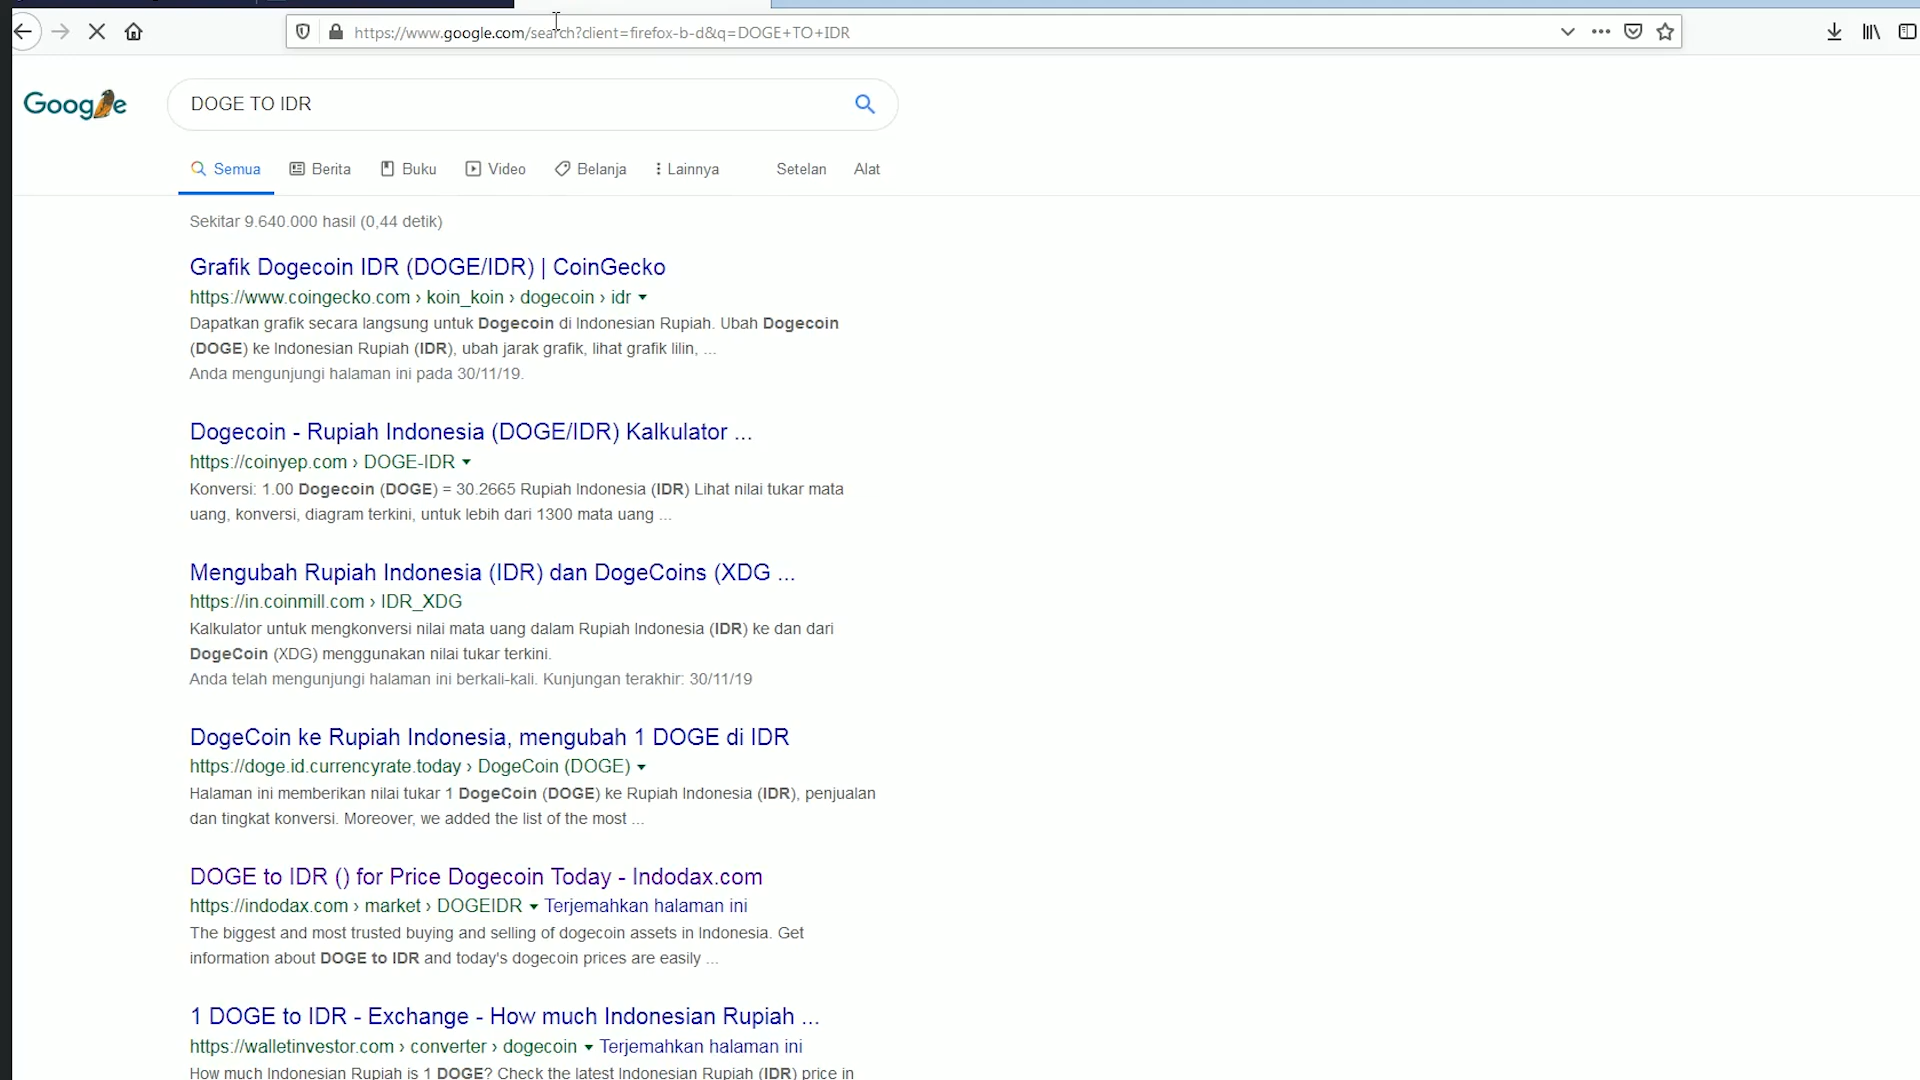 https://www.google.com/search?client=firefox-b-d&q=DOGE+TO+IDR
Google
DOGE TO IDR
Semua Berita Buku Video Belanja Lainnya Setelan Alat
Sekitar 9.640.000 hasil (0,44 detik)
Grafik Dogecoin IDR (DOGE/IDR) | CoinGecko
https://www.coingecko.com › koin_koin › dogecoin › idr
Dapatkan grafik secara langsung untuk Dogecoin di Indonesian Rupiah. Ubah Dogecoin
(DOGE) ke Indonesian Rupiah (IDR), ubah jarak grafik, lihat grafik lilin, ...
Anda mengunjungi halaman ini pada 30/11/19.
Dogecoin - Rupiah Indonesia (DOGE/IDR) Kalkulator ...
https://coinyep.com › DOGE-IDR
Konversi: 1.00 Dogecoin (DOGE) = 30.2665 Rupiah Indonesia (IDR) Lihat nilai tukar mata
uang, konversi, diagram terkini, untuk lebih dari 1300 mata uang ...
Mengubah Rupiah Indonesia (IDR) dan DogeCoins (XDG ...
https://in.coinmill.com › IDR_XDG
Kalkulator untuk mengkonversi nilai mata uang dalam Rupiah Indonesia (IDR) ke dan dari
DogeCoin (XDG) menggunakan nilai tukar terkini.
Anda telah mengunjungi halaman ini berkali-kali. Kunjungan terakhir: 30/11/19
DogeCoin ke Rupiah Indonesia, mengubah 1 DOGE di IDR
https://doge.id.currencyrate.today › DogeCoin (DOGE)
Halaman ini memberikan nilai tukar 1 DogeCoin (DOGE) ke Rupiah Indonesia (IDR), penjualan
dan tingkat konversi. Moreover, we added the list of the most ...
DOGE to IDR () for Price Dogecoin Today - Indodax.com
https://indodax.com › market › DOGEIDR Terjemahkan halaman ini
The biggest and most trusted buying and selling of dogecoin assets in Indonesia. Get
information about DOGE to IDR and today's dogecoin prices are easily ...
1 DOGE to IDR - Exchange - How much Indonesian Rupiah ...
https://walletinvestor.com › converter › dogecoin Terjemahkan halaman ini
How much Indonesian Rupiah is 1 DOGE? Check the latest Indonesian Rupiah (IDR) price in